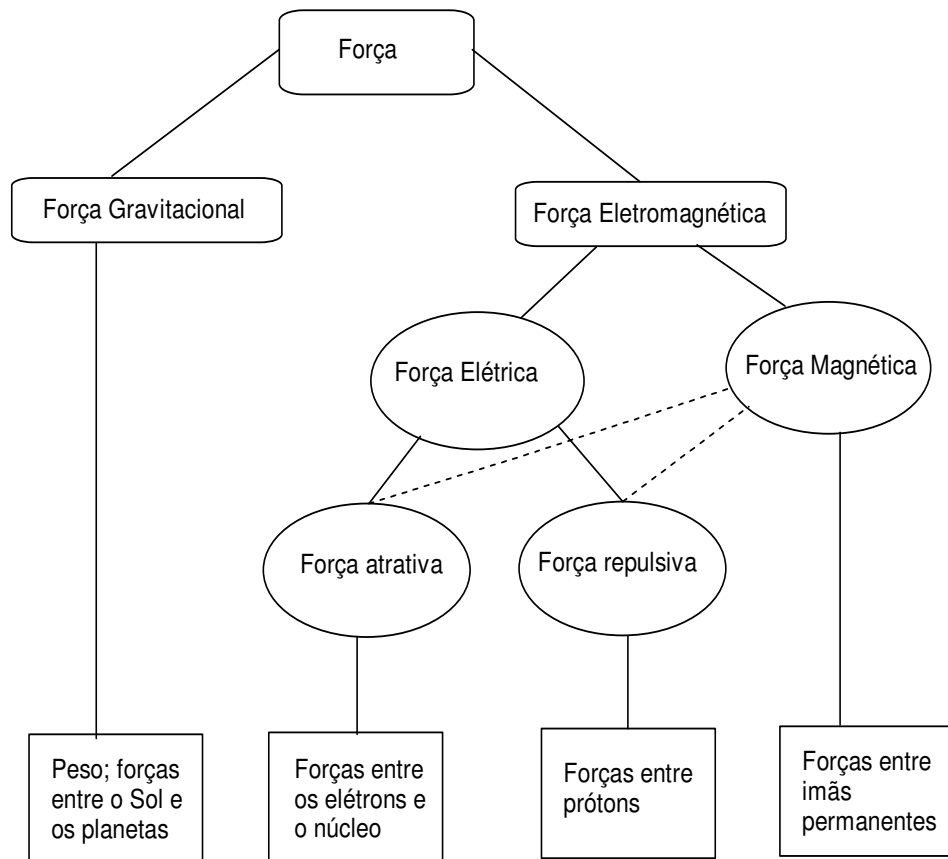 Força
Força Gravitacional
Força Eletromagnética
Força Elétrica
Força Magnética
Força atrativa
Força repulsiva
Peso; forças
entre o Sol e
os planetas
Forças entre
os elétrons e
o núcleo
Forças entre
prótons
Forças entre
imãs
permanentes